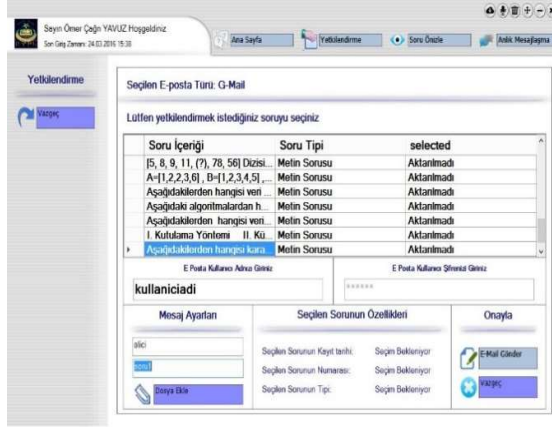 Sayın Ömer Çağrı YAVUZ Hoşgeldiniz
Son Giriş Zamanı: 24.03.2016 15:38
Ana Sayfa
Yetkilendirme
Soru Önizle
Anlık Mesajlaşma
Yetkilendirme
Vazgeç
Seçilen E-posta Türü: G-Mail
Lütfen yetkilendirmek istediğiniz soruyu seçiniz
Soru İçeriği Soru Tipi selected
[5, 8, 9, 11, (?), 78, 56] Dizisi... Metin Sorusu Aktarılmadı
A=[1,2,2,3,6] , B=[1,2,3,4,5] ,... Metin Sorusu Aktarılmadı
Aşağıdakilerden hangisi veri ... Metin Sorusu Aktarılmadı
Aşağıdaki algoritmalardan h... Metin Sorusu Aktarılmadı
Aşağıdakilerden hangisi veri... Metin Sorusu Aktarılmadı
I. Kutulama Yöntemi II. Kü... Metin Sorusu Aktarılmadı
Aşağıdakilerden hangisi kara... Metin Sorusu Aktarılmadı
E Posta Kullanıcı Adınızı Giriniz
E Posta Kullanıcı Şifrenizi Giriniz
kullaniciadi
******
Mesaj Ayarları
Seçilen Sorunun Özellikleri
Onayla
alici
soru1
Dosya Ekle
Seçilen Sorunun Kayıt tarihi: Seçim Bekleniyor
Seçilen Sorunun Numarası: Seçim Bekleniyor
Seçilen Sorunun Tipi: Seçim Bekleniyor
E-Mail Gönder
Vazgeç